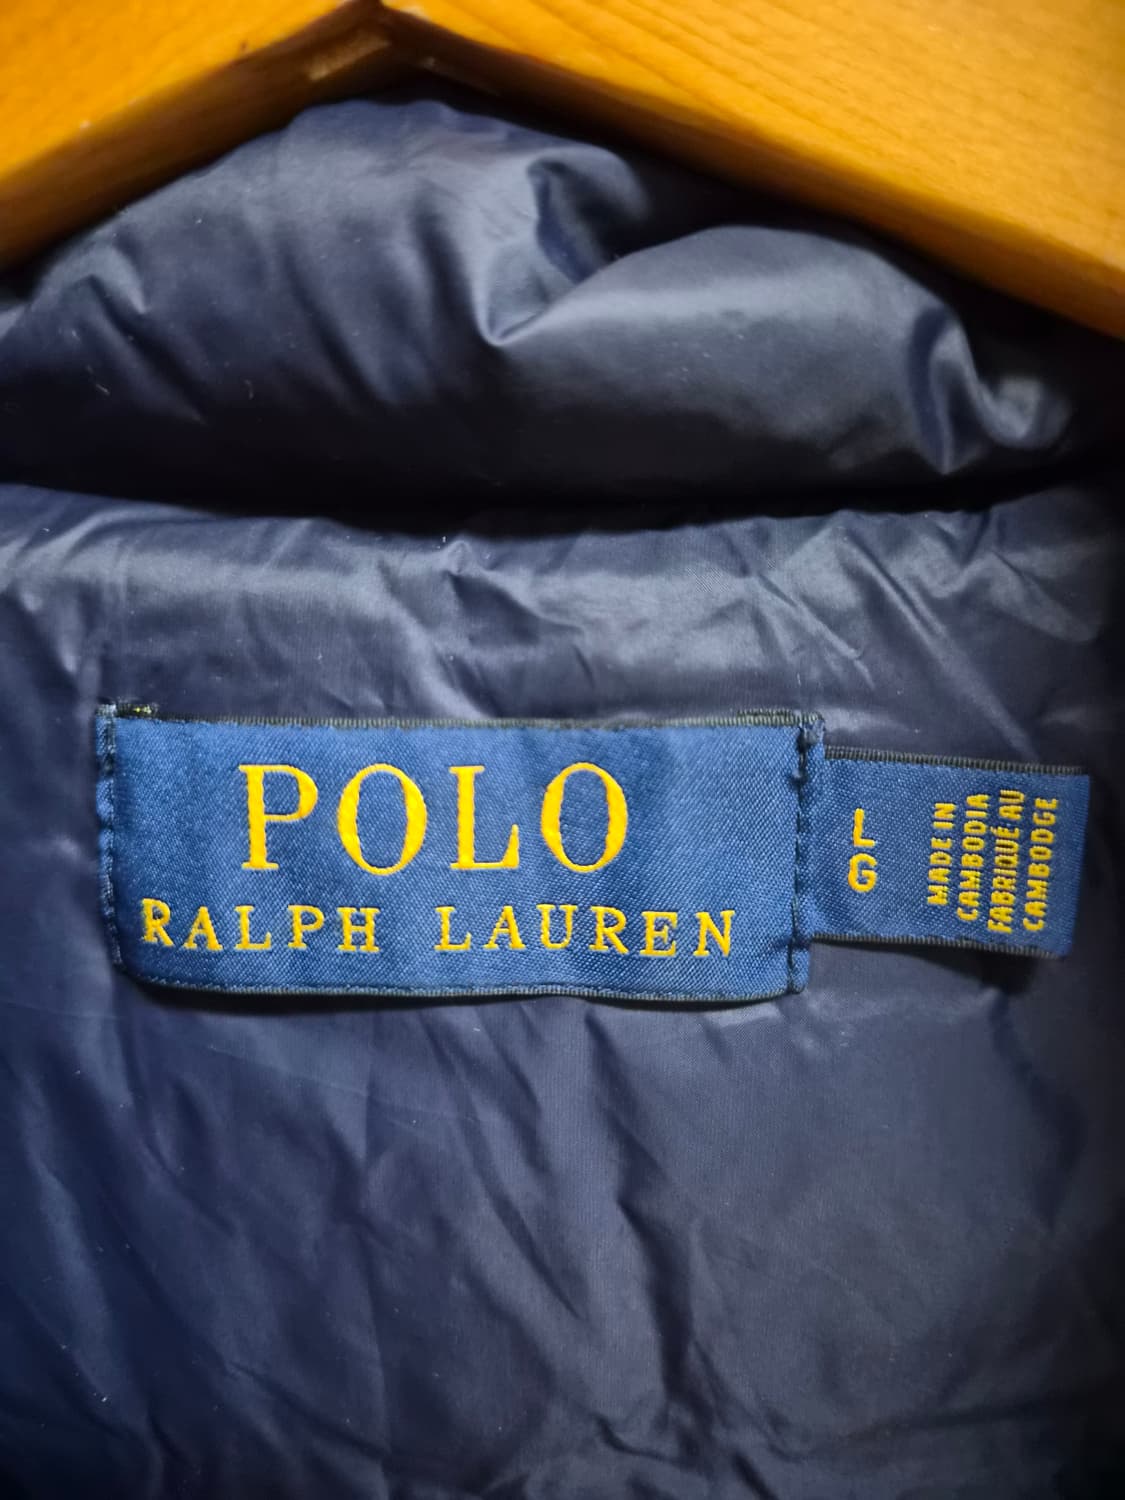 POLO
RALPH LAUREN
L
G
MADE IN
CAMBODIA
FABRIQUÉ AU
CAMBODGE